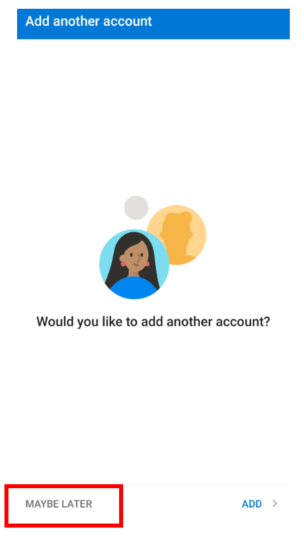 Add another account
Would you like to add another account?
MAYBE LATER
ADD >